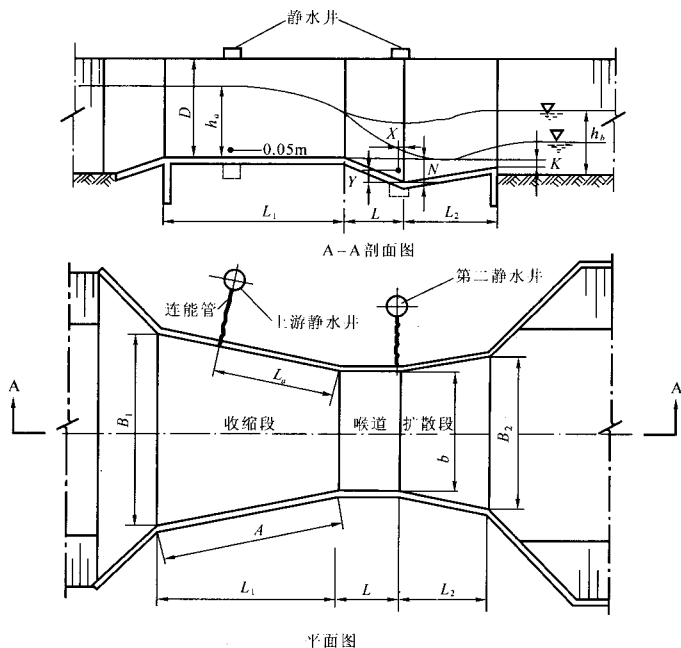 静水井
D
h_a
0.05m
X
Y
N
h_b
K
L_1
L
L_2
A-A剖面图
连能管
上游静水井
第二静水井
L_a
A
A
B_1
收缩段
喉道
扩散段
b
B_2
A
L_1
L
L_2
平面图